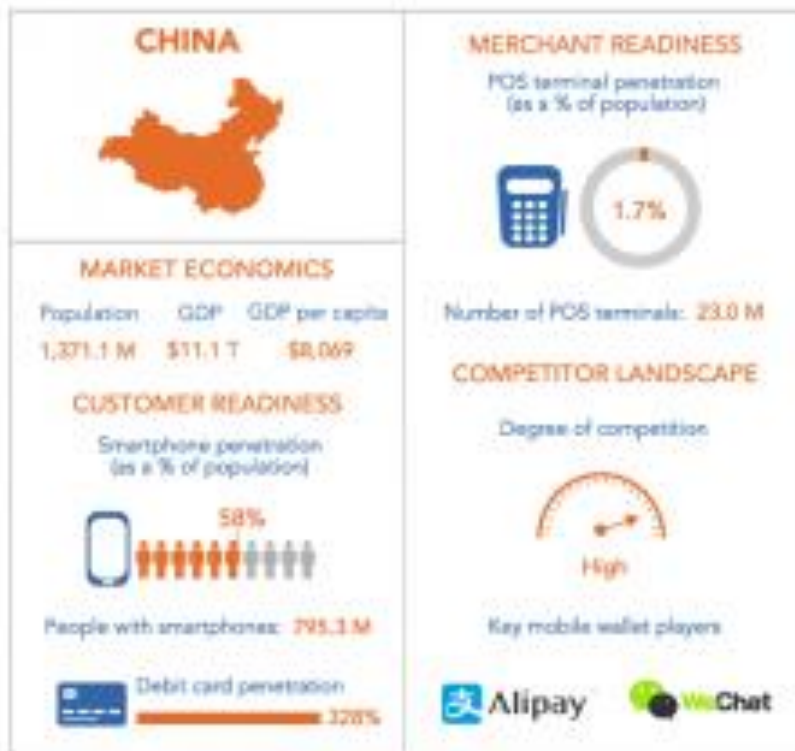 CHINA
MARKET ECONOMICS
Population GDP GDP per capita
1,371.1 M $11.1 T $8,069
CUSTOMER READINESS
Smartphone penetration
(as a % of population)
58%
People with smartphones: 795.3 M
Debit card penetration
328%
MERCHANT READINESS
POS terminal penetration
(as a % of population)
1.7%
Number of POS terminals: 23.0 M
COMPETITOR LANDSCAPE
Degree of competition
High
Key mobile wallet players
支 Alipay
WeChat